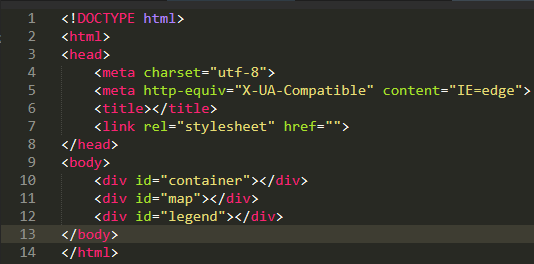 1 <!DOCTYPE html>
2 <html>
3 <head>
4 <meta charset="utf-8">
5 <meta http-equiv="X-UA-Compatible" content="IE=edge">
6 <title></title>
7 <link rel="stylesheet" href="">
8 </head>
9 <body>
10 <div id="container"></div>
11 <div id="map"></div>
12 <div id="legend"></div>
13 </body>
14 </html>